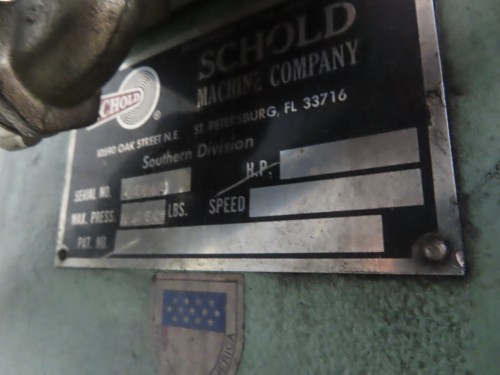 SCHOLD
MACHINE COMPANY
SCHOLD ®
10540 OAK STREET N.E. ST. PETERSBURG, FL 33716
Southern Division
H.P.
SERIAL NO.
MAX. PRESS. LBS. SPEED
PAT. NO.